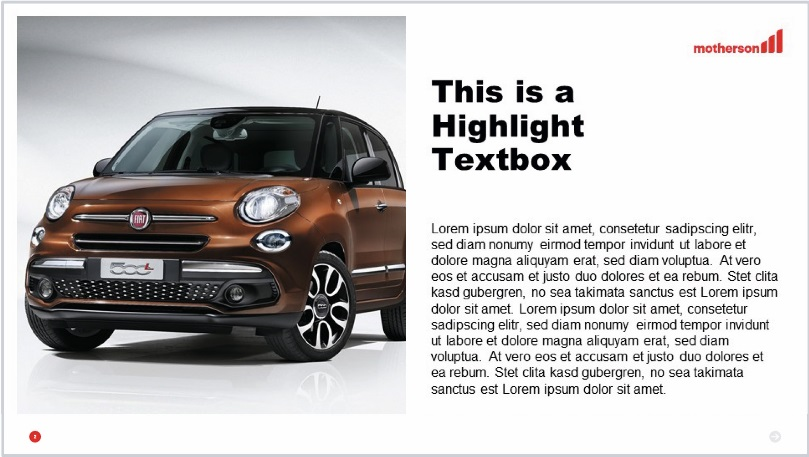 motherson
This is a
Highlight
Textbox
FIAT
500L
Lorem ipsum dolor sit amet, consetetur sadipscing elitr,
sed diam nonumy eirmod tempor invidunt ut labore et
dolore magna aliquyam erat, sed diam voluptua. At vero
eos et accusam et justo duo dolores et ea rebum. Stet clita
kasd gubergren, no sea takimata sanctus est Lorem ipsum
dolor sit amet. Lorem ipsum dolor sit amet, consetetur
sadipscing elitr, sed diam nonumy eirmod tempor invidunt
ut labore et dolore magna aliquyam erat, sed diam
voluptua. At vero eos et accusam et justo duo dolores et
ea rebum. Stet clita kasd gubergren, no sea takimata
sanctus est Lorem ipsum dolor sit amet.